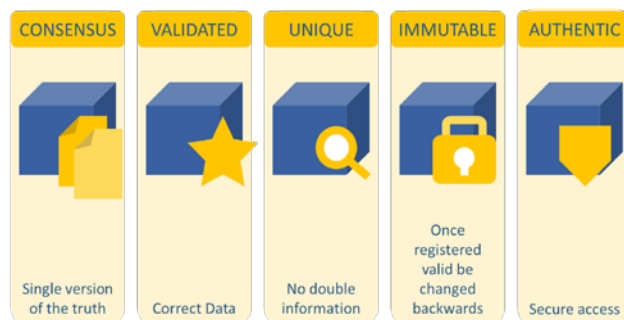 CONSENSUS
VALIDATED
UNIQUE
IMMUTABLE
AUTHENTIC
Single version
of the truth
Correct Data
No double
information
Once
registered
valid be
changed
backwards
Secure access